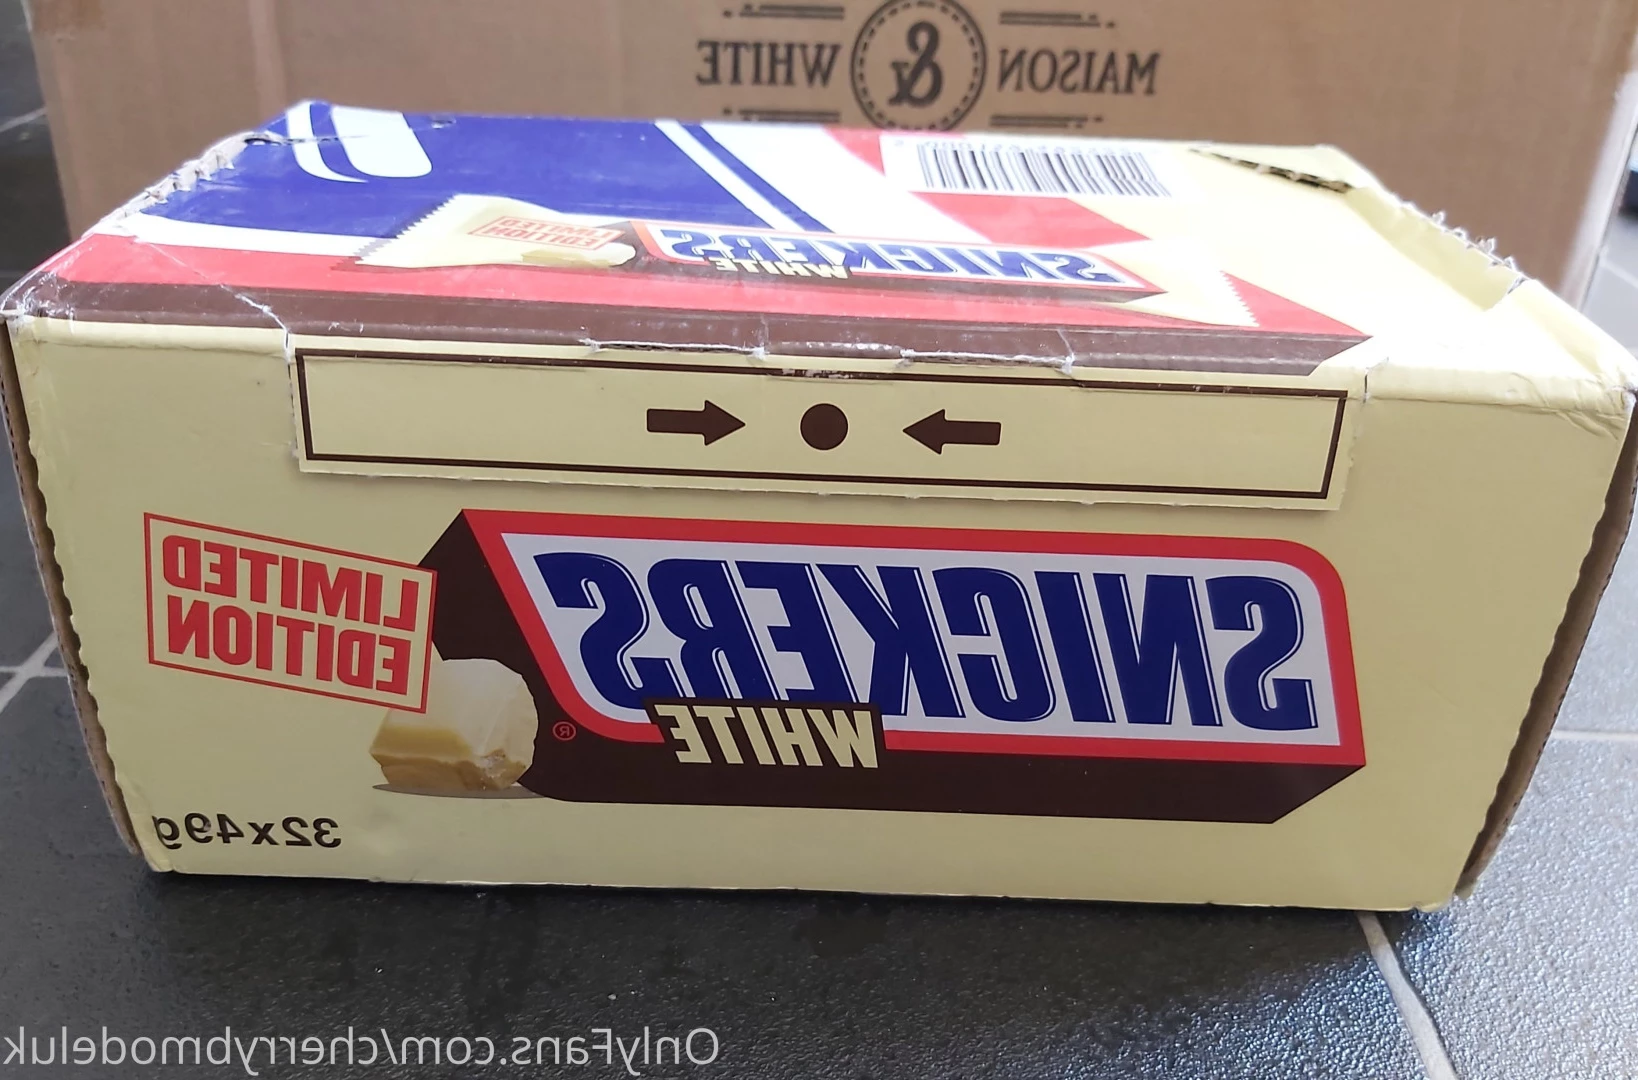 MAISON & WHITE
LIMITED
EDITION
SNICKERS
WHITE
SNICKERS
WHITE
®
LIMITED
EDITION
32x49g
OnlyFans.com/cherrybmodeluk